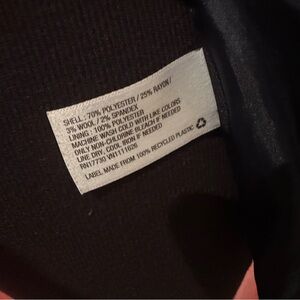 SHELL : 70% POLYESTER / 25% RAYON /
3% WOOL / 2% SPANDEX
LINING : 100% POLYESTER
MACHINE WASH COLD WITH LIKE COLORS
ONLY NON-CHLORINE BLEACH IF NEEDED
LINE DRY. COOL IRON IF NEEDED
RN17730 VN1111626
LABEL MADE FROM 100% RECYCLED PLASTIC